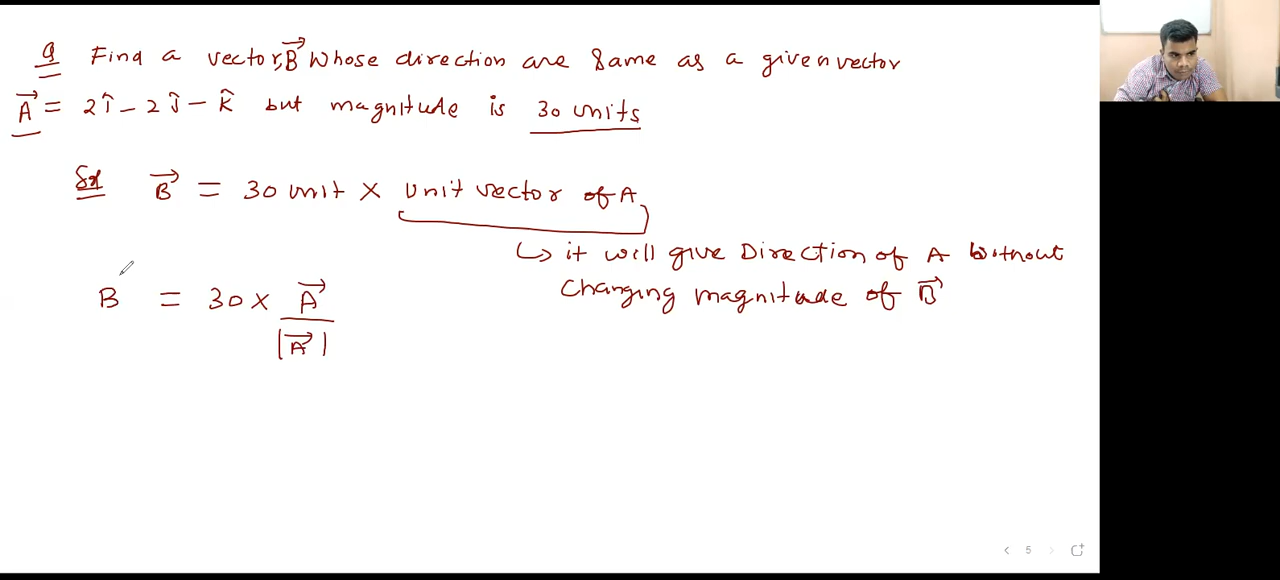 Q Find a vector, B⃗ whose direction are same as a given vector
A⃗ = 2î - 2ĵ - k̂ but magnitude is 30 units
Sol B⃗ = 30 unit × unit vector of A
↳ it will give Direction of A without
changing magnitude of B⃗
B = 30 × A⃗
|A⃗|
< 5 >